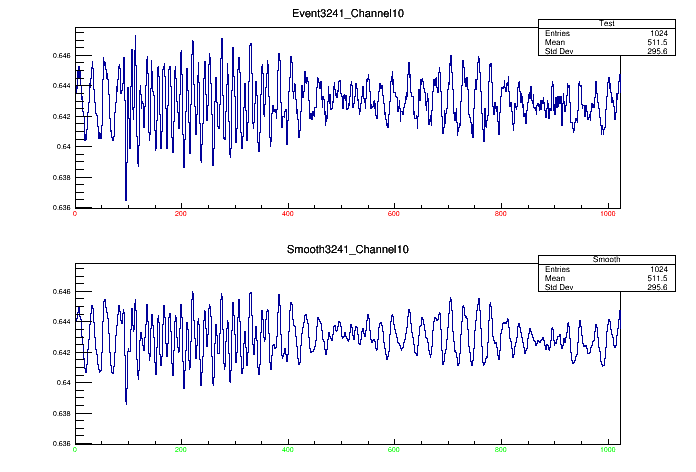 Event3241_Channel10
Test
Entries 1024
Mean 511.5
Std Dev 295.6
0.646
0.644
0.642
0.64
0.638
0.636
0 200 400 600 800 1000
Smooth3241_Channel10
Smooth
Entries 1024
Mean 511.5
Std Dev 295.6
0.646
0.644
0.642
0.64
0.638
0.636
0 200 400 600 800 1000